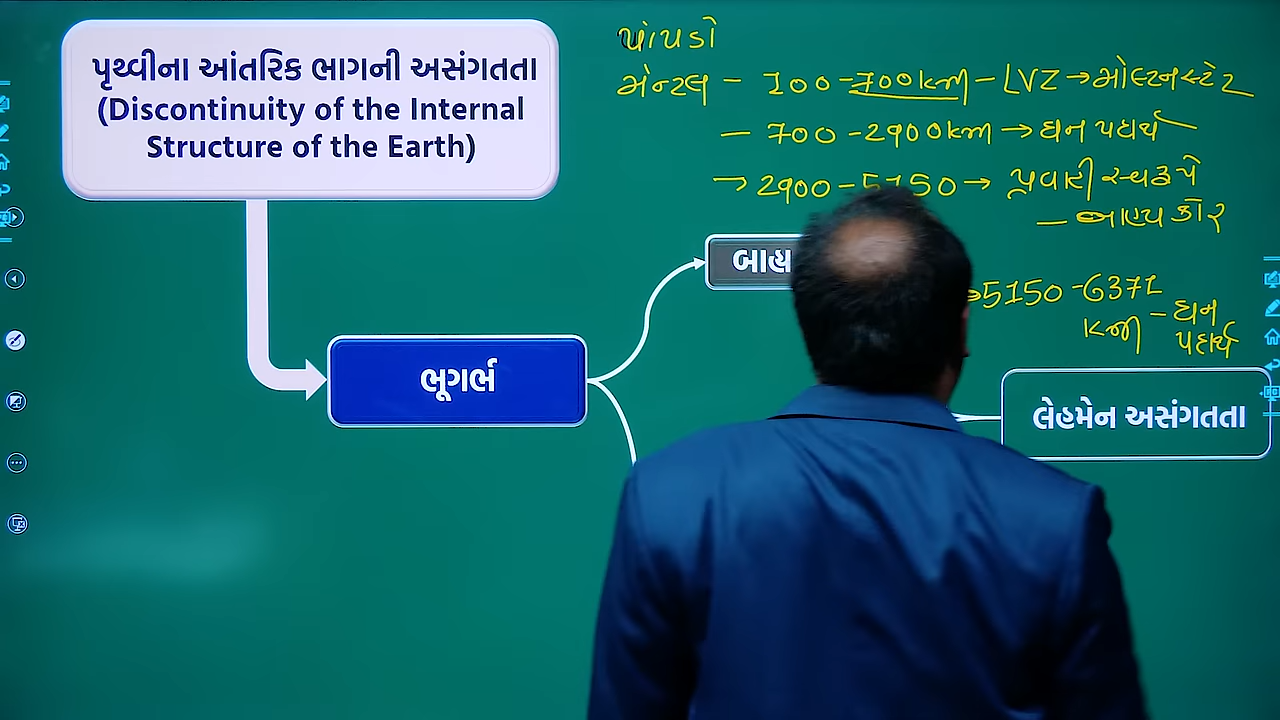 પૃથ્વીના આંતરિક ભાગની અસંગતતા
(Discontinuity of the Internal
Structure of the Earth)
પોપડો
મેન્ટલ - 100-700km - LVZ → મોલ્ટનસ્ટેટ
- 700-2900km → ઘન પદાર્થ
→ 2900-5150 → પ્રવાહી સ્વરૂપે
- બાહ્ય કોર
બાહ્ય
5150-6371
km - ઘન
પદાર્થ
ભૂગર્ભ
લેહમેન અસંગતતા